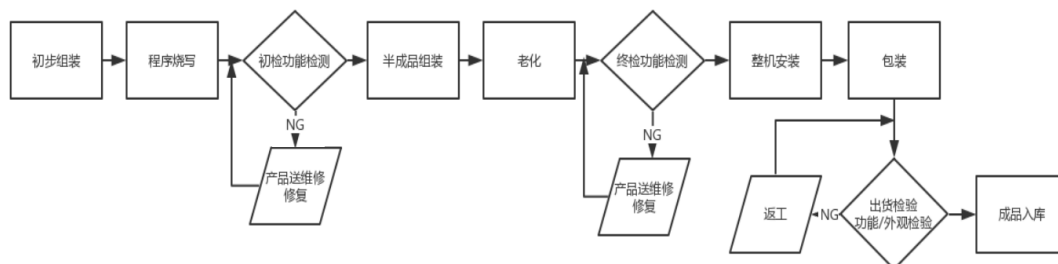 初步组装
程序烧写
初检功能检测
半成品组装
老化
终检功能检测
整机安装
包装
NG
产品送维修
修复
NG
产品送维修
修复
返工
NG
出货检验
功能/外观检验
成品入库